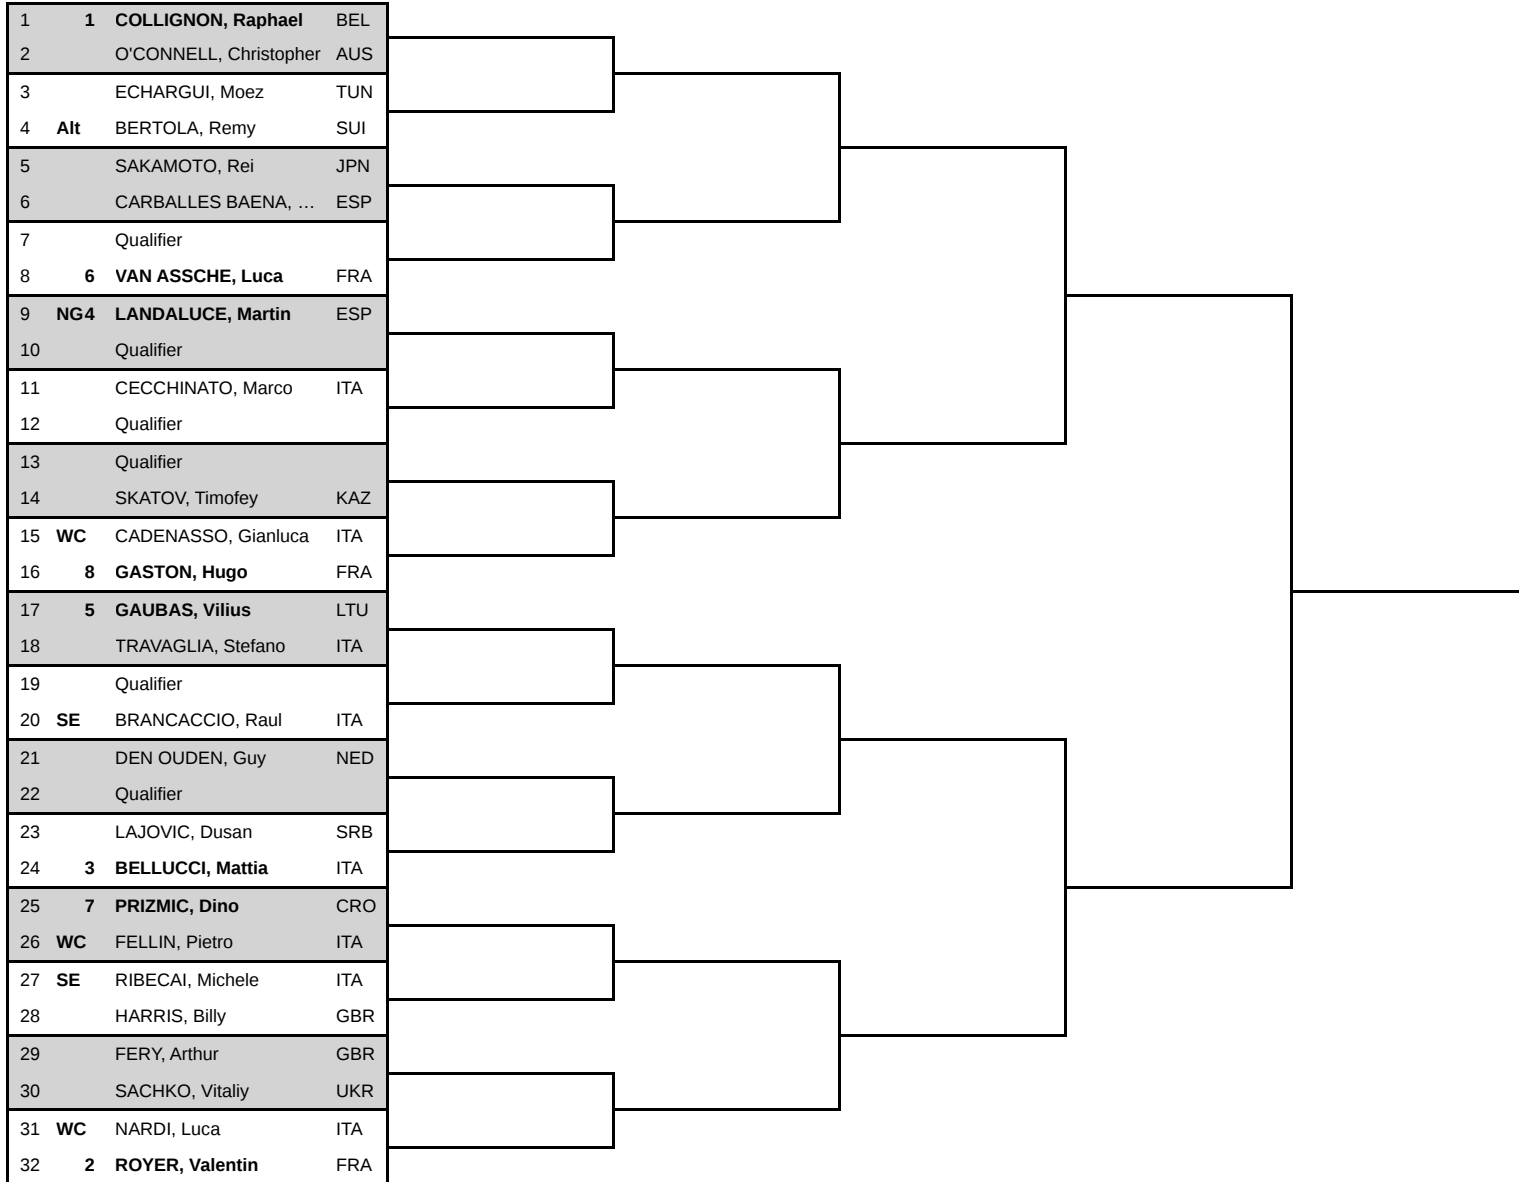 1 1 COLLIGNON, Raphael BEL
2 O'CONNELL, Christopher AUS
3 ECHARGUI, Moez TUN
4 Alt BERTOLA, Remy SUI
5 SAKAMOTO, Rei JPN
6 CARBALLES BAENA, … ESP
7 Qualifier
8 6 VAN ASSCHE, Luca FRA
9 NG4 LANDALUCE, Martin ESP
10 Qualifier
11 CECCHINATO, Marco ITA
12 Qualifier
13 Qualifier
14 SKATOV, Timofey KAZ
15 WC CADENASSO, Gianluca ITA
16 8 GASTON, Hugo FRA
17 5 GAUBAS, Vilius LTU
18 TRAVAGLIA, Stefano ITA
19 Qualifier
20 SE BRANCACCIO, Raul ITA
21 DEN OUDEN, Guy NED
22 Qualifier
23 LAJOVIC, Dusan SRB
24 3 BELLUCCI, Mattia ITA
25 7 PRIZMIC, Dino CRO
26 WC FELLIN, Pietro ITA
27 SE RIBECAI, Michele ITA
28 HARRIS, Billy GBR
29 FERY, Arthur GBR
30 SACHKO, Vitaliy UKR
31 WC NARDI, Luca ITA
32 2 ROYER, Valentin FRA